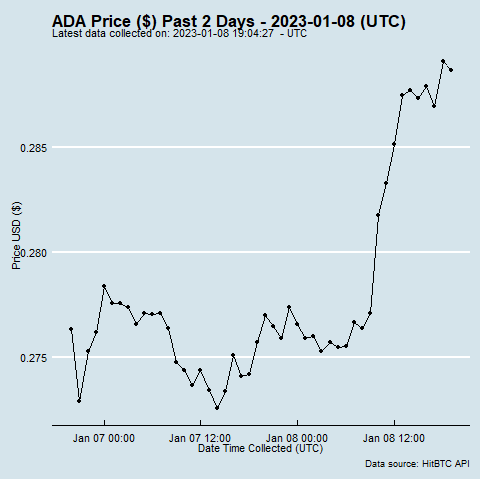 ADA Price ($) Past 2 Days - 2023-01-08 (UTC)
Latest data collected on: 2023-01-08 19:04:27 - UTC
0.285
0.280
0.275
Price USD ($)
Jan 07 00:00
Jan 07 12:00
Jan 08 00:00
Jan 08 12:00
Date Time Collected (UTC)
Data source: HitBTC API